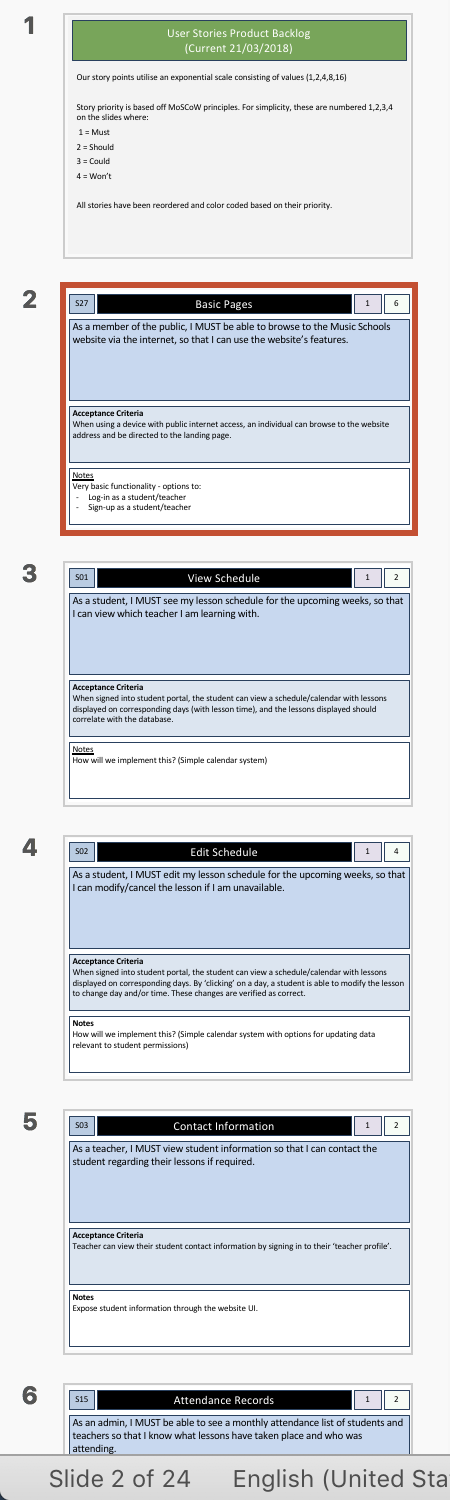 1
User Stories Product Backlog
(Current 21/03/2018)
Our story points utilise an exponential scale consisting of values (1,2,4,8,16)
Story priority is based off MoSCoW principles. For simplicity, these are numbered 1,2,3,4
on the slides where:
1 = Must
2 = Should
3 = Could
4 = Won't
All stories have been reordered and color coded based on their priority.
2
S27 Basic Pages 1 6
As a member of the public, I MUST be able to browse to the Music Schools
website via the internet, so that I can use the website's features.
Acceptance Criteria
When using a device with public internet access, an individual can browse to the website
address and be directed to the landing page.
Notes
Very basic functionality - options to:
- Log-in as a student/teacher
- Sign-up as a student/teacher
3
S01 View Schedule 1 2
As a student, I MUST see my lesson schedule for the upcoming weeks, so that
I can view which teacher I am learning with.
Acceptance Criteria
When signed into student portal, the student can view a schedule/calendar with lessons
displayed on corresponding days (with lesson time), and the lessons displayed should
correlate with the database.
Notes
How will we implement this? (Simple calendar system)
4
S02 Edit Schedule 1 4
As a student, I MUST edit my lesson schedule for the upcoming weeks, so that
I can modify/cancel the lesson if I am unavailable.
Acceptance Criteria
When signed into student portal, the student can view a schedule/calendar with lessons
displayed on corresponding days. By 'clicking' on a day, a student is able to modify the lesson
to change day and/or time. These changes are verified as correct.
Notes
How will we implement this? (Simple calendar system with options for updating data
relevant to student permissions)
5
S03 Contact Information 1 2
As a teacher, I MUST view student information so that I can contact the
student regarding their lessons if required.
Acceptance Criteria
Teacher can view their student contact information by signing in to their 'teacher profile'.
Notes
Expose student information through the website UI.
6
S15 Attendance Records 1 2
As an admin, I MUST be able to see a monthly attendance list of students and
teachers so that I know what lessons have taken place and who was
attending.
Slide 2 of 24 English (United Sta